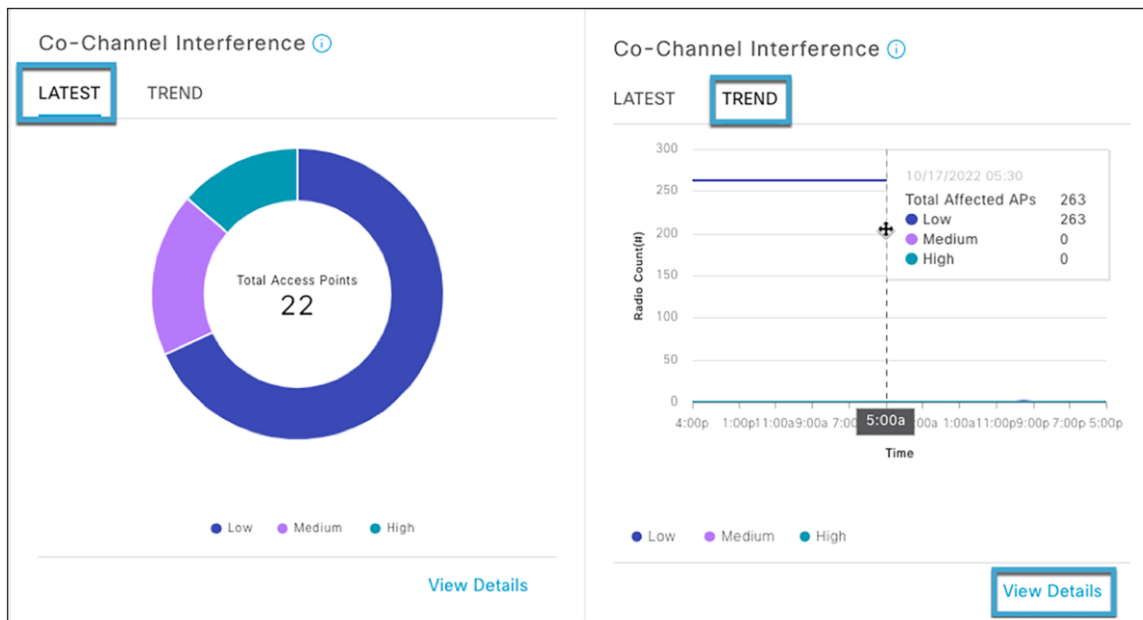 Co-Channel Interference
LATEST TREND
Total Access Points
22
Low Medium High
View Details
Co-Channel Interference
LATEST TREND
300
250
200
150
100
50
0
Radio Count(#)
10/17/2022 05:30
Total Affected APs 263
Low 263
Medium 0
High 0
4:00p 1:00p 11:00a 9:00a 5:00a 1:00a 11:00p 9:00p 7:00p 5:00p
Time
Low Medium High
View Details